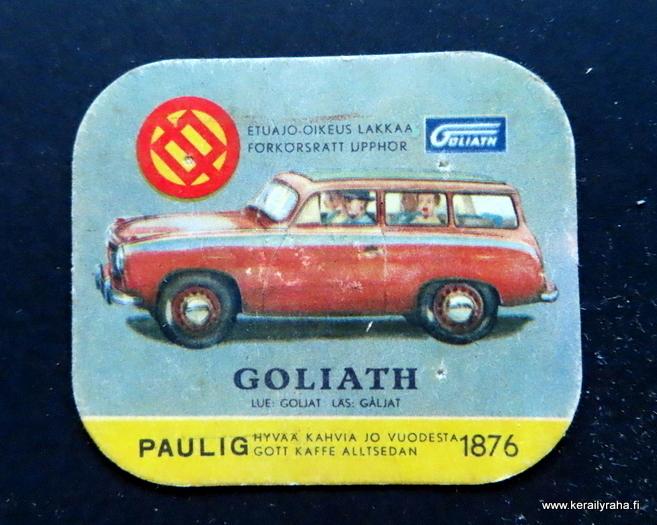 ETUAJO-OIKEUS LAKKAA
FÖRKÖRSRÄTT UPPHÖR
GOLIATH
GOLIATH
LUE: GOLJAT LÄS: GÅLJAT
PAULIG HYVÄÄ KAHVIA JO VUODESTA 1876
GOTT KAFFE ALLTSEDAN
www.kerailyraha.fi